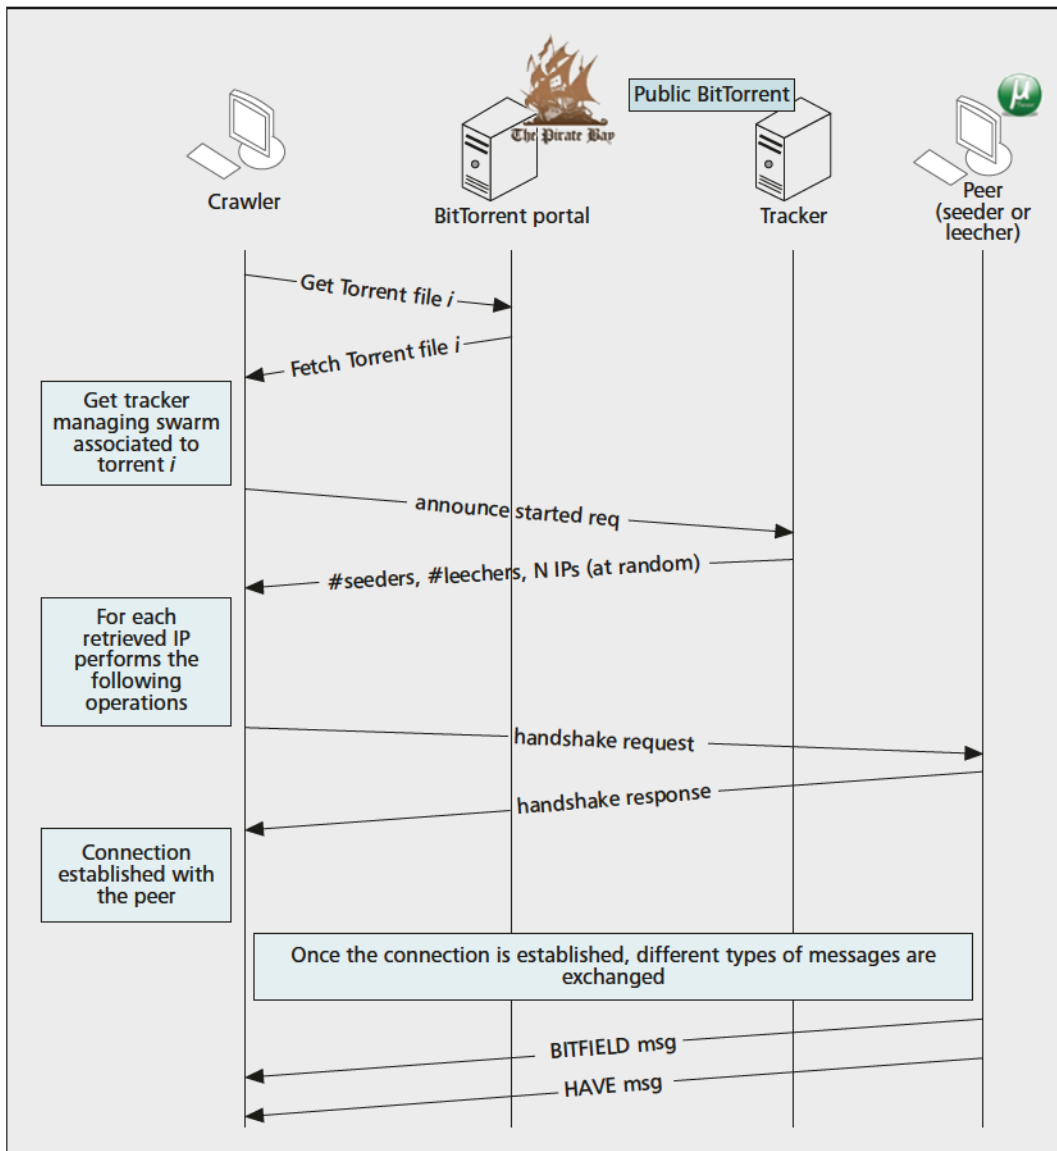 The Pirate Bay
Public BitTorrent
µ
Crawler
BitTorrent portal
Tracker
Peer
(seeder or
leecher)
Get Torrent file i
Fetch Torrent file i
Get tracker
managing swarm
associated to
torrent i
announce started req
#seeders, #leechers, N IPs (at random)
For each
retrieved IP
performs the
following
operations
handshake request
handshake response
Connection
established with
the peer
Once the connection is established, different types of messages are
exchanged
BITFIELD msg
HAVE msg